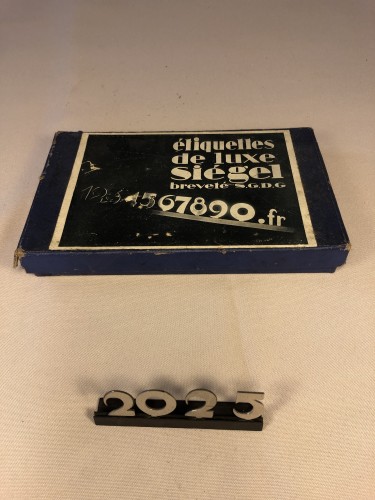 étiquettes
de luxe
Siégel
breveté S.G.D.G
1234567890.fr
2025